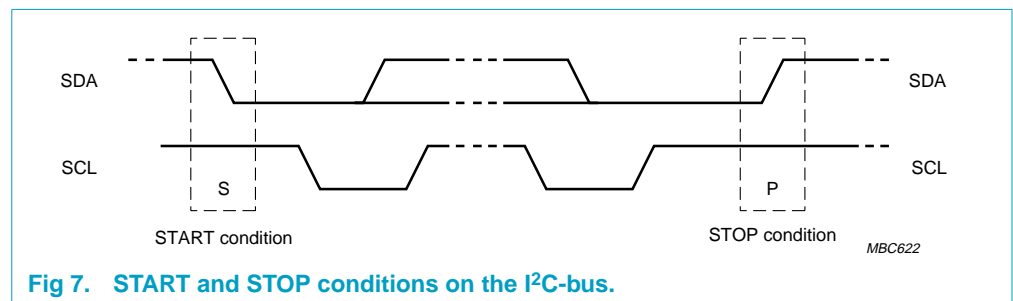 SDA SDA
SCL SCL
S P
START condition STOP condition
MBC622
Fig 7. START and STOP conditions on the I2C-bus.